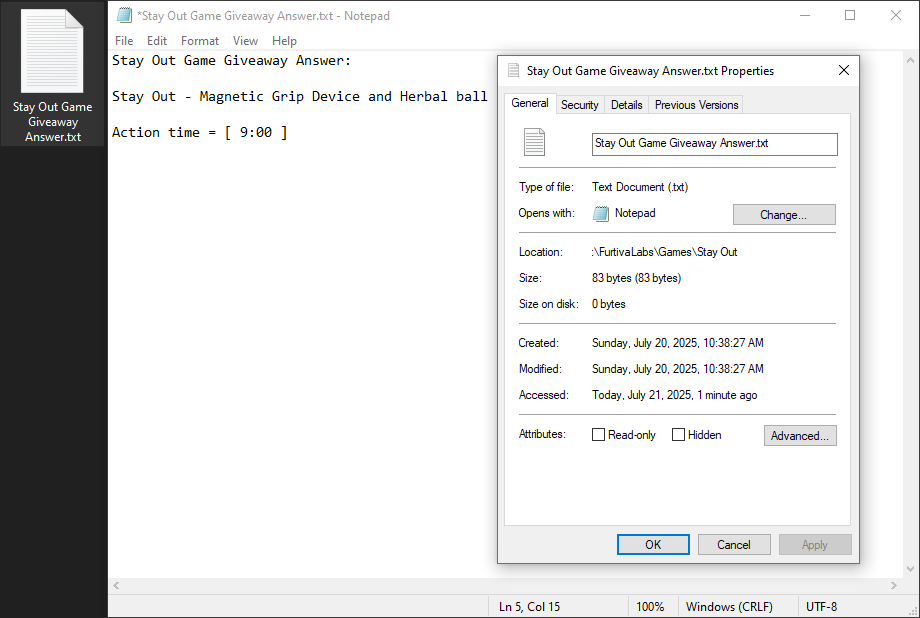 *Stay Out Game Giveaway Answer.txt - Notepad
File Edit Format View Help
Stay Out Game
Giveaway
Answer.txt
Stay Out Game Giveaway Answer:
Stay Out - Magnetic Grip Device and Herbal ball
Action time = [ 9:00 ]
Stay Out Game Giveaway Answer.txt Properties
General Security Details Previous Versions
Stay Out Game Giveaway Answer.txt
Type of file: Text Document (.txt)
Opens with: Notepad Change...
Location: :\FurtivaLabs\Games\Stay Out
Size: 83 bytes (83 bytes)
Size on disk: 0 bytes
Created: Sunday, July 20, 2025, 10:38:27 AM
Modified: Sunday, July 20, 2025, 10:38:27 AM
Accessed: Today, July 21, 2025, 1 minute ago
Attributes: Read-only Hidden Advanced...
OK Cancel Apply
Ln 5, Col 15 100% Windows (CRLF) UTF-8